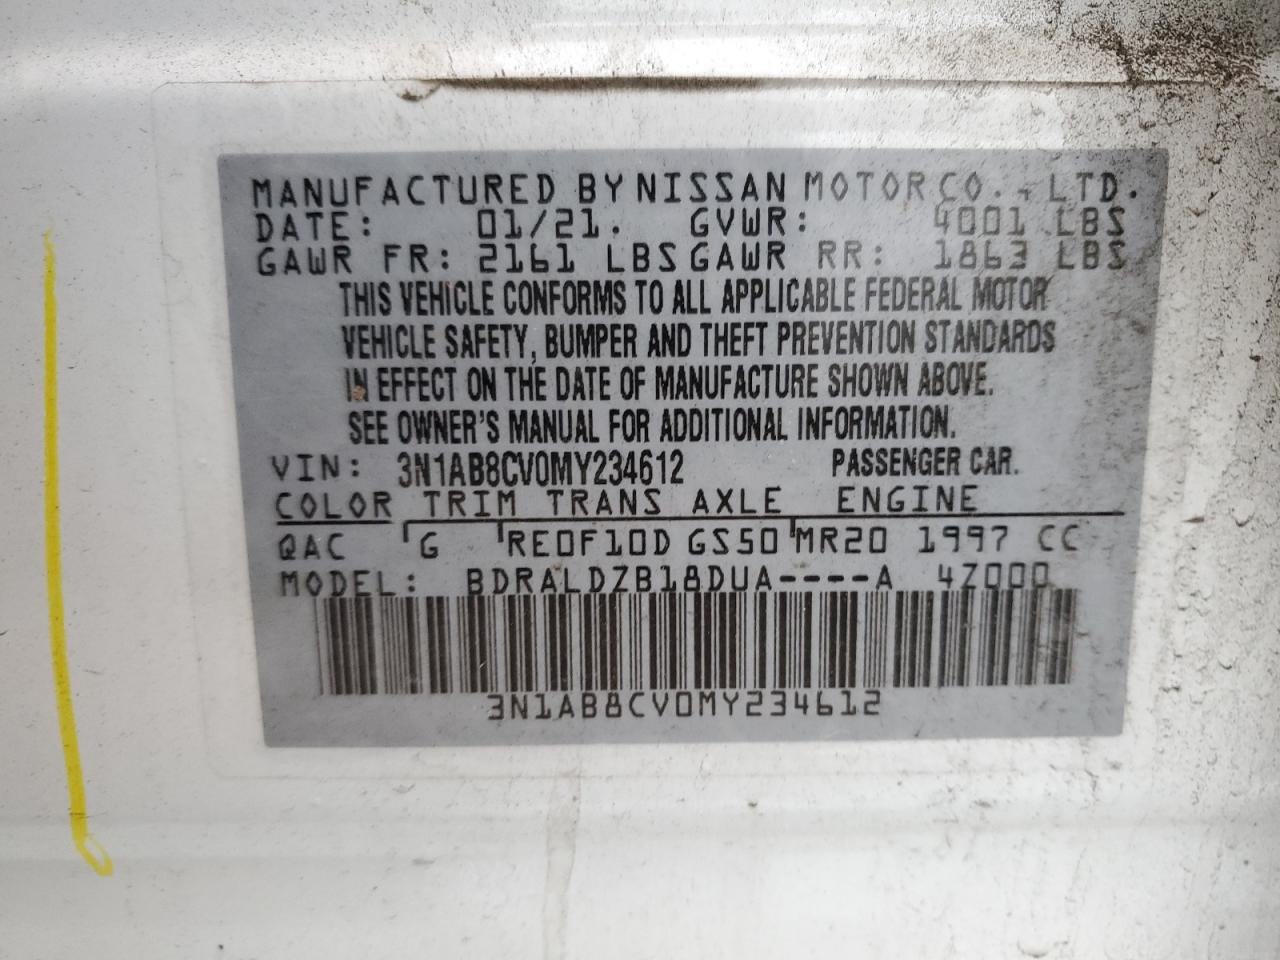 MANUFACTURED BY NISSAN MOTOR CO., LTD.
DATE: 01/21. GVWR: 4001 LBS
GAWR FR: 2161 LBS GAWR RR: 1863 LBS
THIS VEHICLE CONFORMS TO ALL APPLICABLE FEDERAL MOTOR
VEHICLE SAFETY, BUMPER AND THEFT PREVENTION STANDARDS
IN EFFECT ON THE DATE OF MANUFACTURE SHOWN ABOVE.
SEE OWNER'S MANUAL FOR ADDITIONAL INFORMATION.
VIN: 3N1AB8CV0MY234612 PASSENGER CAR.
COLOR TRIM TRANS AXLE ENGINE
QAC G RE0F10D GS50 MR20 1997 CC
MODEL: BDRALDZB18DUA----A 4Z000
3N1AB8CV0MY234612